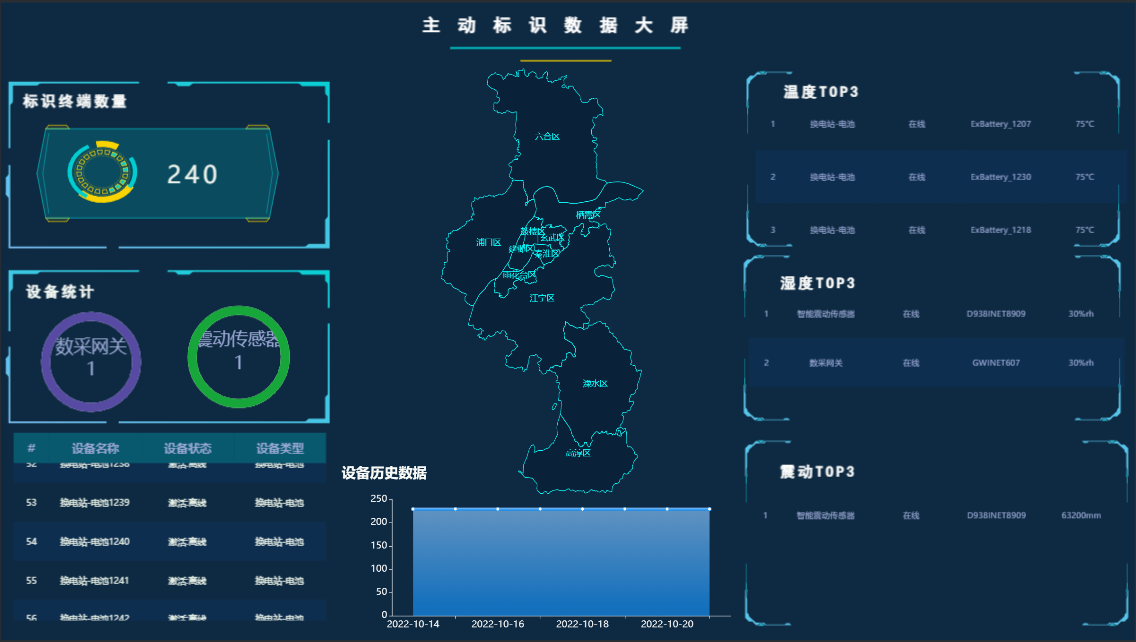 主动标识数据大屏
标识终端数量
240
设备统计
数采网关
1
震动传感器
1
# 设备名称 设备状态 设备类型
52 换电站-电池1238 激活,离线 换电站-电池
53 换电站-电池1239 激活,离线 换电站-电池
54 换电站-电池1240 激活,离线 换电站-电池
55 换电站-电池1241 激活,离线 换电站-电池
56 换电站-电池1242 激活,离线 换电站-电池
六合区
栖霞区
鼓楼区
玄武区
浦口区
建邺区
秦淮区
雨花台区
江宁区
溧水区
高淳区
设备历史数据
250
200
150
100
50
0
2022-10-14 2022-10-16 2022-10-18 2022-10-20
温度TOP3
1 换电站-电池 在线 ExBattery_1207 75°C
2 换电站-电池 在线 ExBattery_1230 75°C
3 换电站-电池 在线 ExBattery_1218 75°C
湿度TOP3
1 智能震动传感器 在线 D938INET8909 30%rh
2 数采网关 在线 GWINET607 30%rh
震动TOP3
1 智能震动传感器 在线 D938INET8909 63200mm